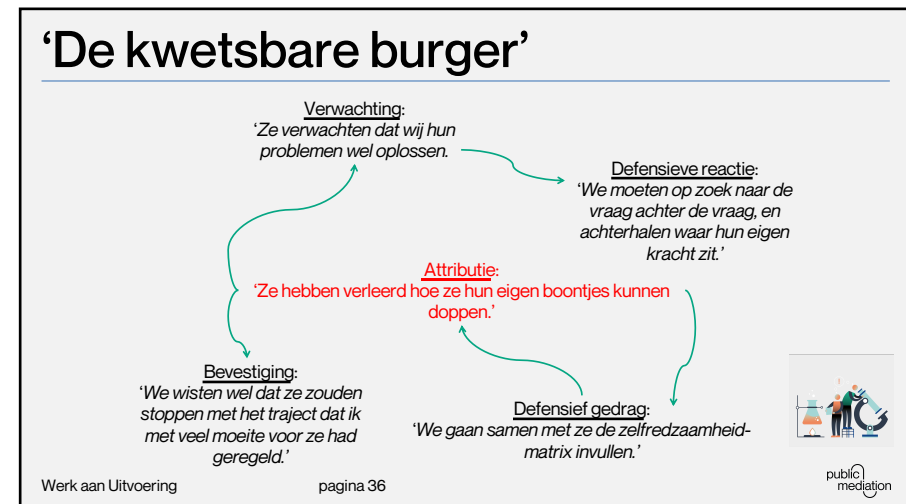 ‘De kwetsbare burger’
Verwachting:
‘Ze verwachten dat wij hun
problemen wel oplossen.
Defensieve reactie:
‘We moeten op zoek naar de
vraag achter de vraag, en
achterhalen waar hun eigen
kracht zit.’
Attributie:
‘Ze hebben verleerd hoe ze hun eigen boontjes kunnen
doppen.’
Bevestiging:
‘We wisten wel dat ze zouden
stoppen met het traject dat ik
met veel moeite voor ze had
geregeld.’
Defensief gedrag:
‘We gaan samen met ze de zelfredzaamheid-
matrix invullen.’
Werk aan Uitvoering
pagina 36
public
mediation